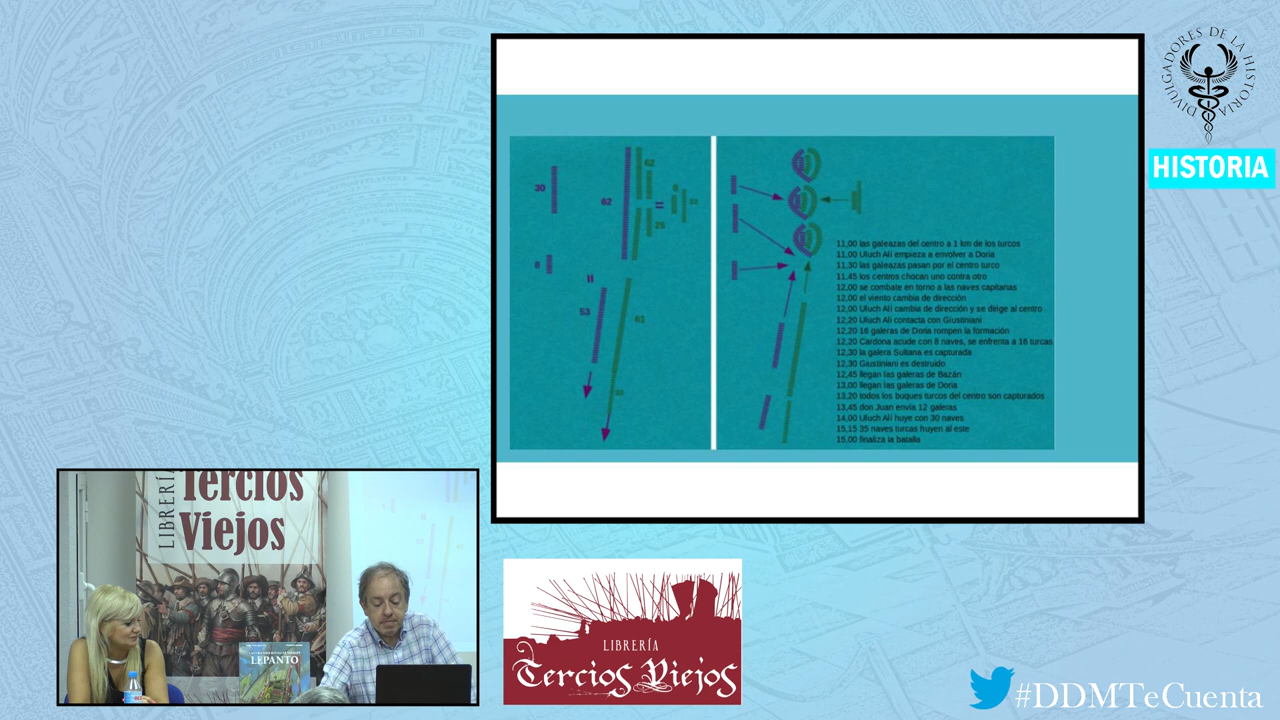 DIVULGADORES DE LA HISTORIA
HISTORIA
30
62
62
8
25
8
53
61
11,00 las galeazas del centro a 1 km de los turcos
11,00 Uluch Alí empieza a envolver a Doria
11,30 las galeazas pasan por el centro turco
11,45 los centros chocan uno contra otro
12,00 se combate en torno a las naves capitanas
12,00 el viento cambia de dirección
12,00 Uluch Alí cambia de dirección y se dirige al centro
12,20 Uluch Alí contacta con Giustiniani
12,20 16 galeras de Doria rompen la formación
12,20 Cardona acude con 8 naves, se enfrenta a 16 turcas
12,30 la galera Sultana es capturada
12,30 Giustiniani es destruido
12,45 llegan las galeras de Bazán
13,00 llegan las galeras de Doria
13,20 todos los buques turcos del centro son capturados
13,45 don Juan envía 12 galeras
14,00 Uluch Alí huye con 30 naves
15,15 35 naves turcas huyen al este
15,00 finaliza la batalla
LIBRERÍA
Tercios
Viejos
LEPANTO
LIBRERÍA
Tercios Viejos
#DDMTeCuenta